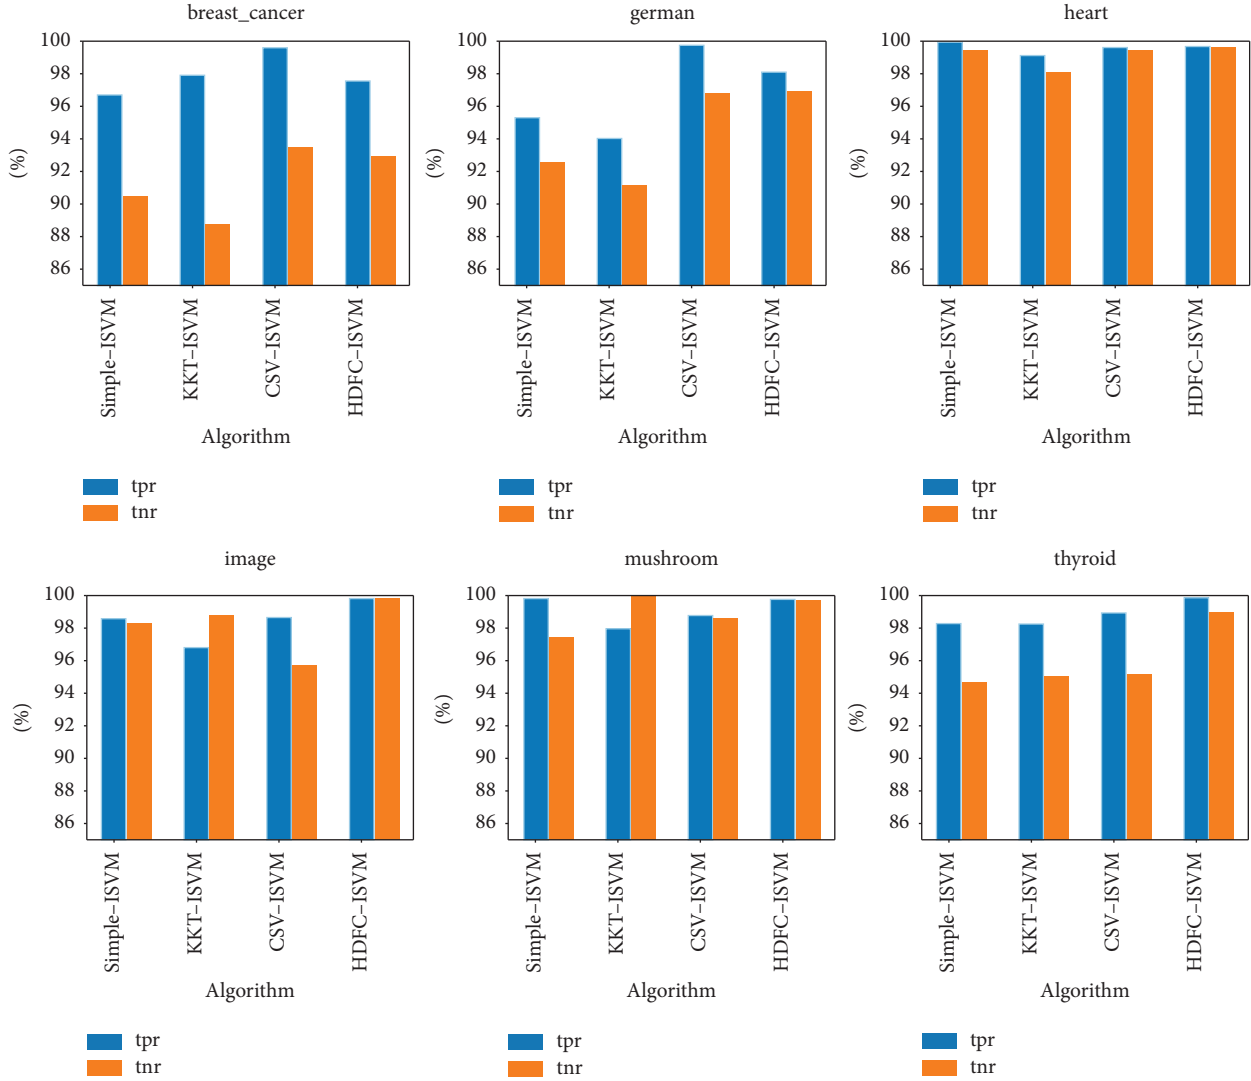 breast_cancer
100
98
96
94
92
90
88
86
(%)
Simple–ISVM
KKT–ISVM
CSV–ISVM
HDFC–ISVM
Algorithm
tpr
tnr
german
100
98
96
94
92
90
88
86
(%)
Simple–ISVM
KKT–ISVM
CSV–ISVM
HDFC–ISVM
Algorithm
tpr
tnr
heart
100
98
96
94
92
90
88
86
(%)
Simple–ISVM
KKT–ISVM
CSV–ISVM
HDFC–ISVM
Algorithm
tpr
tnr
image
100
98
96
94
92
90
88
86
(%)
Simple–ISVM
KKT–ISVM
CSV–ISVM
HDFC–ISVM
Algorithm
tpr
tnr
mushroom
100
98
96
94
92
90
88
86
(%)
Simple–ISVM
KKT–ISVM
CSV–ISVM
HDFC–ISVM
Algorithm
tpr
tnr
thyroid
100
98
96
94
92
90
88
86
(%)
Simple–ISVM
KKT–ISVM
CSV–ISVM
HDFC–ISVM
Algorithm
tpr
tnr